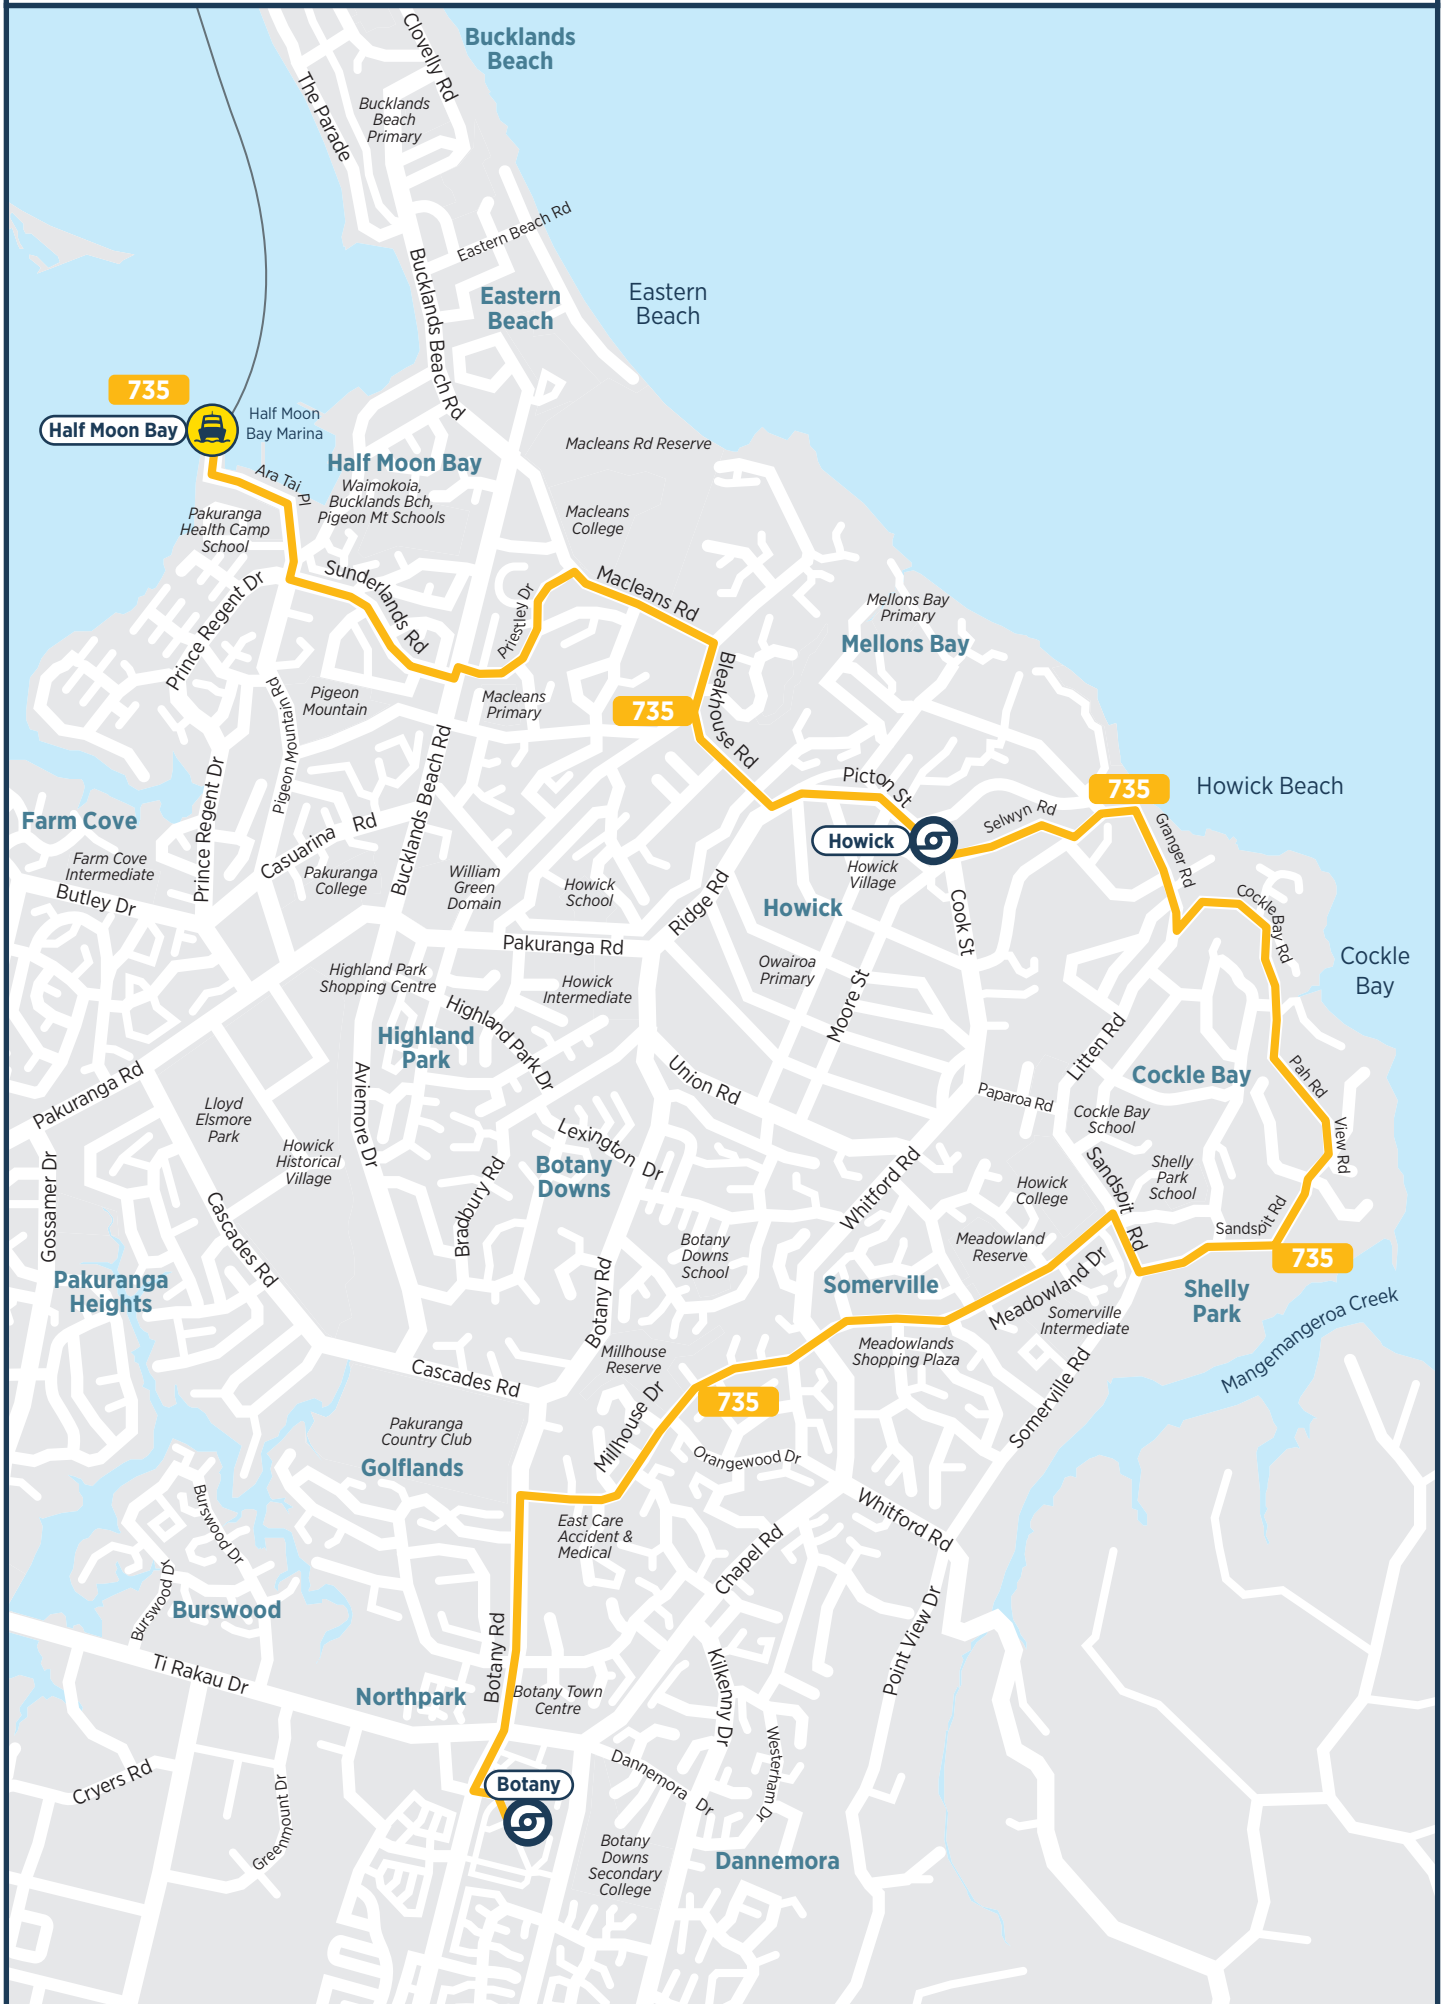 Bucklands
Beach
Clovelly Rd
The Parade
Bucklands
Beach
Primary
Eastern Beach Rd
Bucklands Beach Rd
Eastern
Beach
Eastern
Beach
735
Half Moon Bay
Half Moon
Bay Marina
Half Moon Bay
Macleans Rd Reserve
Ara Tai Pl
Waimokoia,
Bucklands Bch,
Pigeon Mt Schools
Pakuranga
Health Camp
School
Macleans
College
Sunderlands Rd
Prince Regent Dr
Priestley Dr
Macleans Rd
Mellons Bay
Primary
Mellons Bay
Pigeon Mountain Rd
Pigeon
Mountain
Macleans
Primary
735
Bleakhouse Rd
Prince Regent Dr
Bucklands Beach Rd
Picton St
735
Howick Beach
Selwyn Rd
Granger Rd
Farm Cove
Casuarina Rd
Howick
Farm Cove
Intermediate
Butley Dr
Pakuranga
College
William
Green
Domain
Howick
School
Howick
Village
Howick
Ridge Rd
Cook St
Cockle Bay Rd
Pakuranga Rd
Cockle
Bay
Highland Park
Shopping Centre
Howick
Intermediate
Owairoa
Primary
Moore St
Highland Park Dr
Highland
Park
Litten Rd
Cockle Bay
Pah Rd
Pakuranga Rd
Aviemore Dr
Union Rd
Paparoa Rd
Lloyd
Elsmore
Park
Cockle Bay
School
View Rd
Howick
Historical
Village
Lexington Dr
Botany
Downs
Sandspit Rd
Shelly
Park
School
Gossamer Dr
Cascades Rd
Bradbury Rd
Whitford Rd
Howick
College
Sandspit Rd
Botany
Downs
School
Meadowland
Reserve
735
Pakuranga
Heights
Botany Rd
Somerville
Meadowland Dr
Shelly
Park
Mangemangeroa Creek
Somerville
Intermediate
Millhouse
Reserve
Meadowlands
Shopping Plaza
Cascades Rd
735
Millhouse Dr
Somerville Rd
Pakuranga
Country Club
Golflands
Orangewood Dr
Burswood Dr
East Care
Accident &
Medical
Whitford Rd
Chapel Rd
Burswood Dr
Burswood
Point View Dr
Ti Rakau Dr
Botany Rd
Kilkenny Dr
Northpark
Botany Town
Centre
Westerham Dr
Cryers Rd
Greenmount Dr
Botany
Dannemora Dr
Botany
Downs
Secondary
College
Dannemora